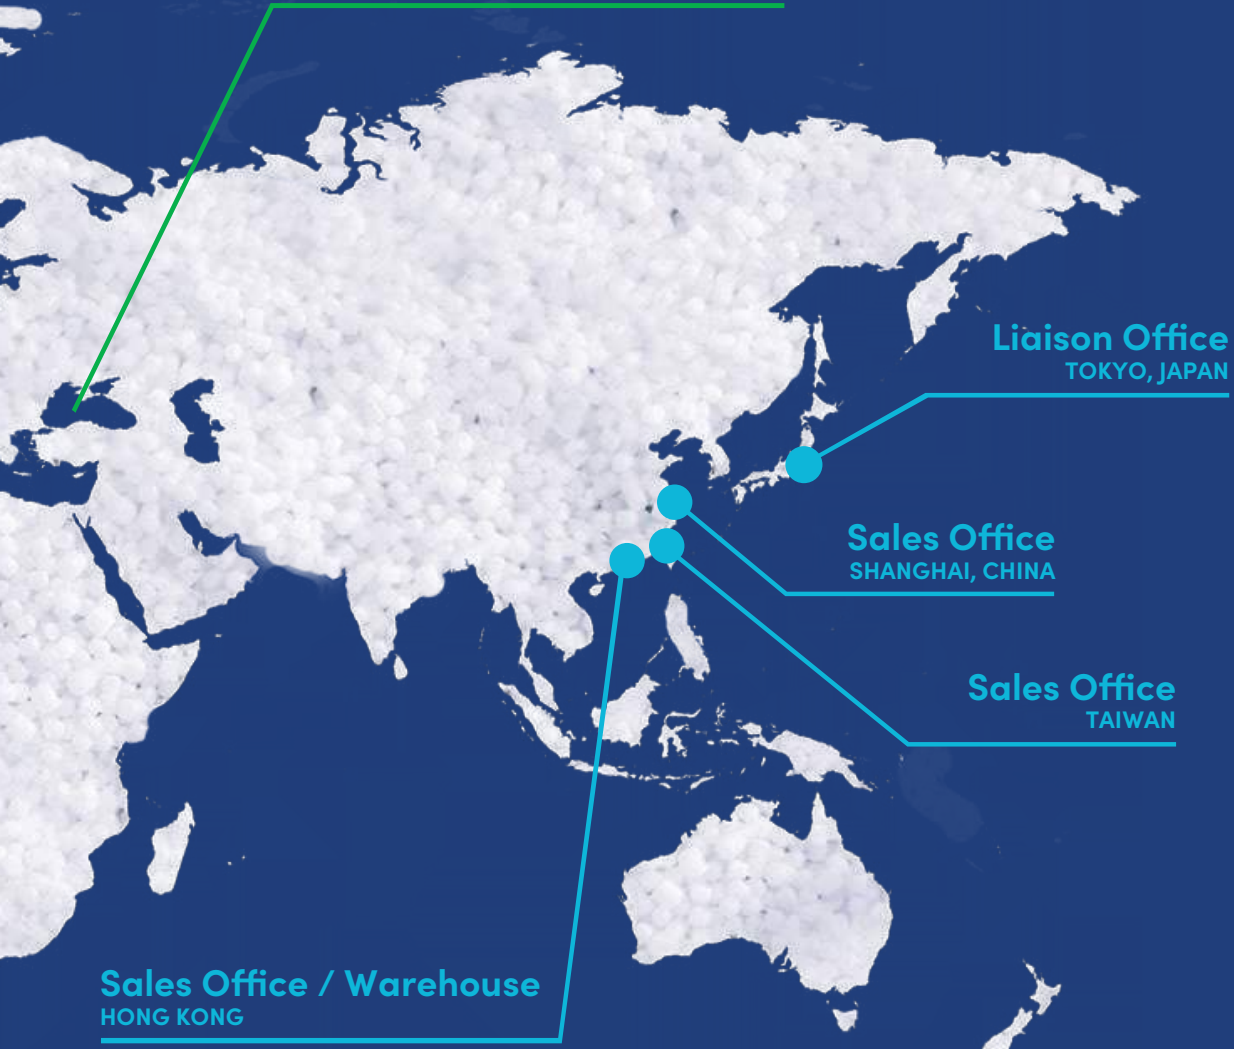 Liaison Office
TOKYO, JAPAN
Sales Office
SHANGHAI, CHINA
Sales Office
TAIWAN
Sales Office / Warehouse
HONG KONG